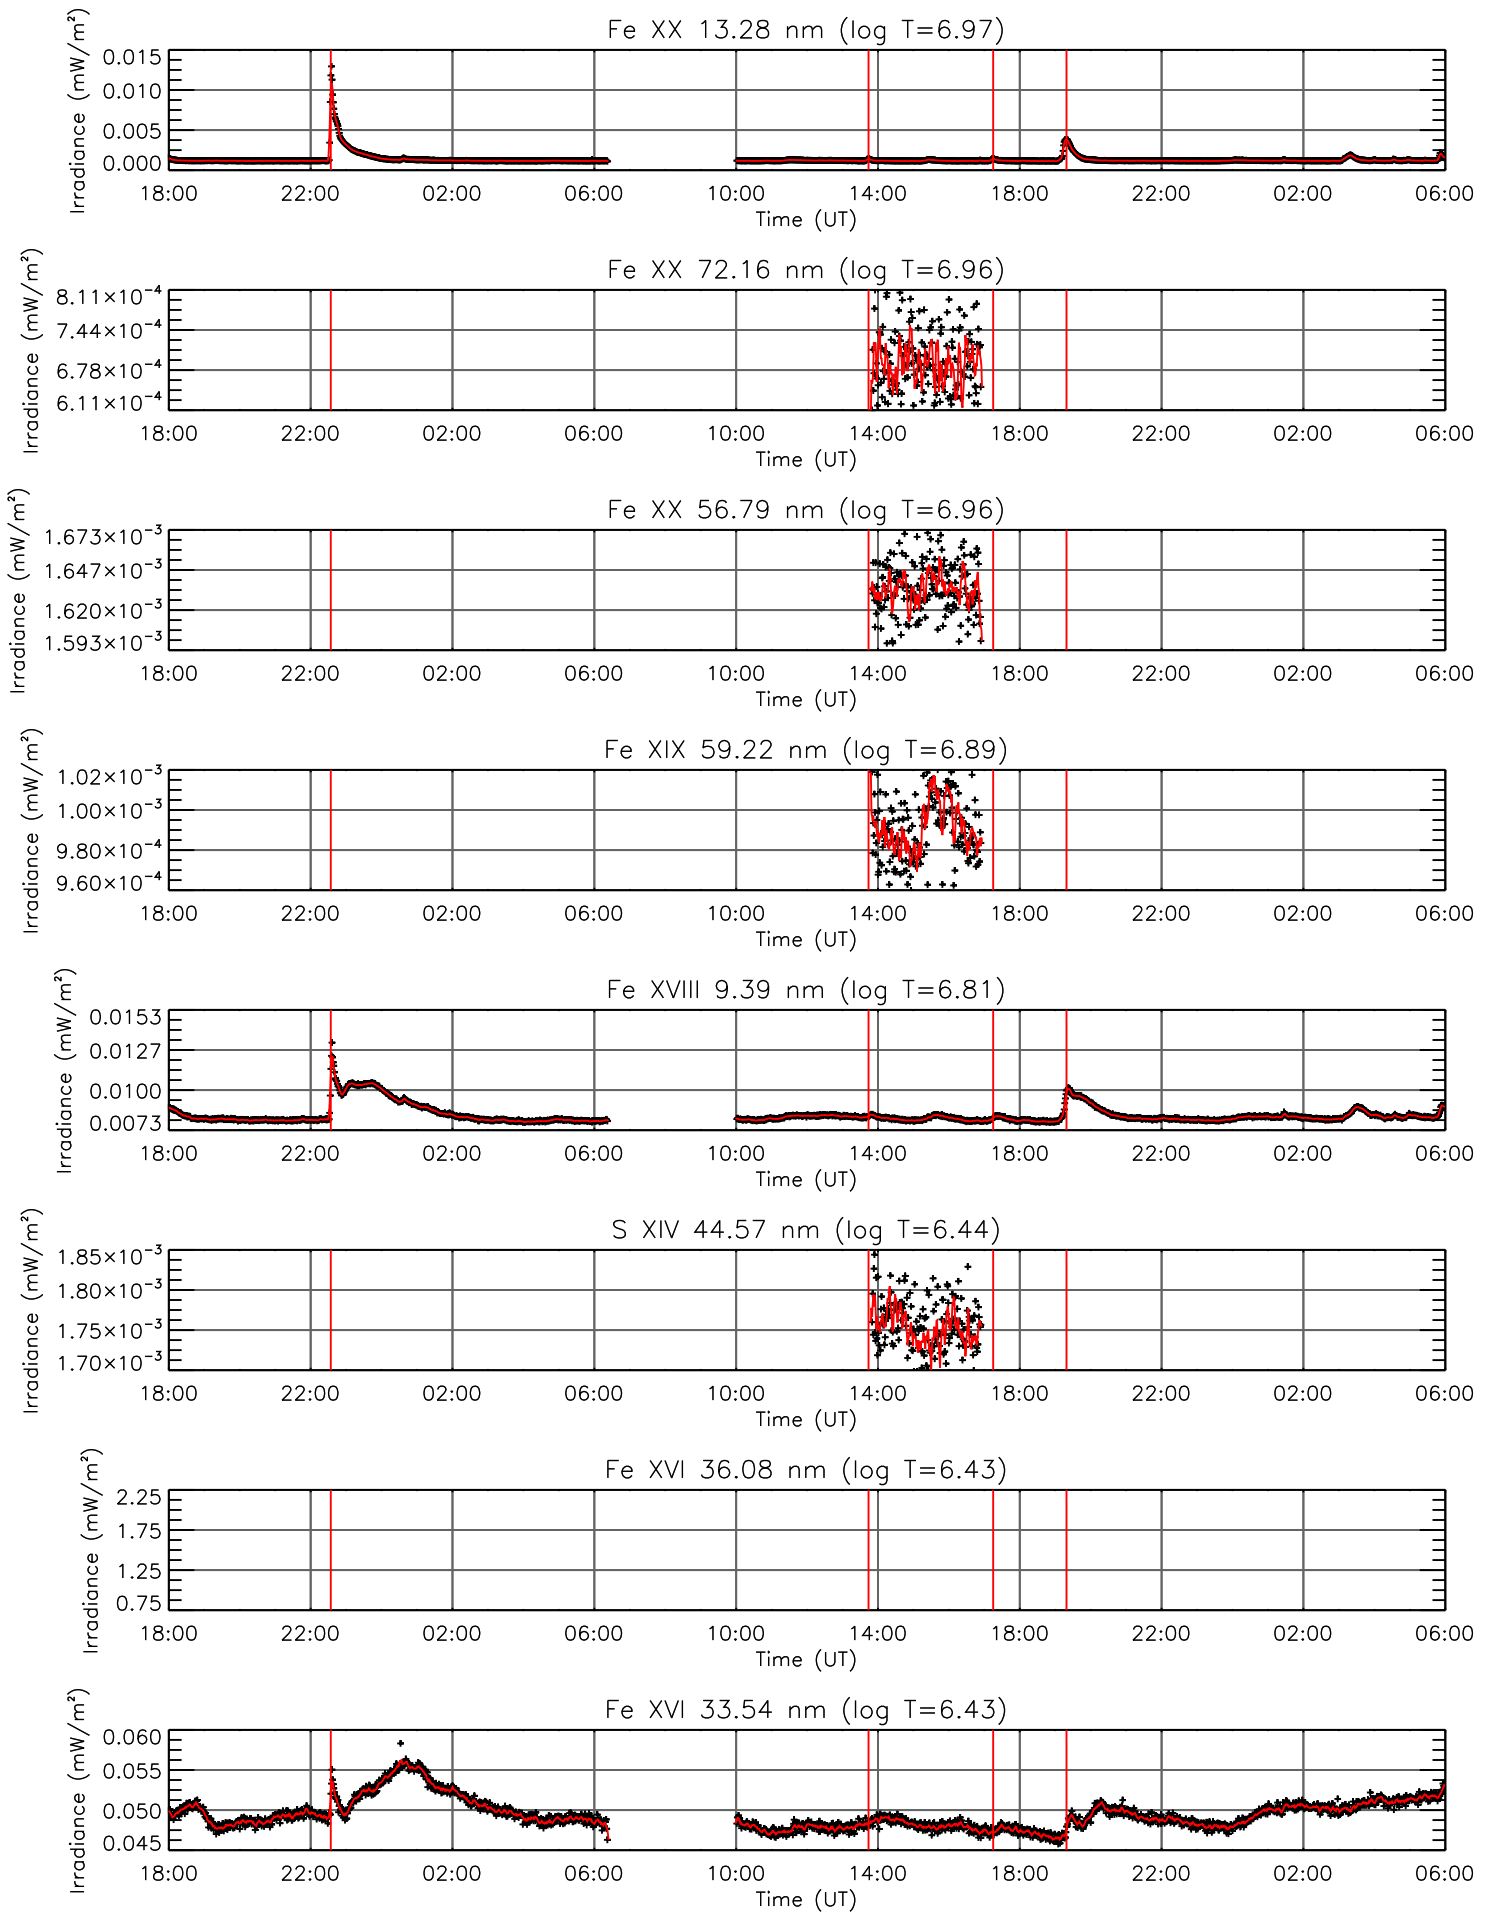 Fe XX 13.28 nm (log T=6.97)
Irradiance (mW/m²)
0.015
0.010
0.005
0.000
18:00 22:00 02:00 06:00 10:00 14:00 18:00 22:00 02:00 06:00
Time (UT)
Fe XX 72.16 nm (log T=6.96)
Irradiance (mW/m²)
8.11×10⁻⁴
7.44×10⁻⁴
6.78×10⁻⁴
6.11×10⁻⁴
18:00 22:00 02:00 06:00 10:00 14:00 18:00 22:00 02:00 06:00
Time (UT)
Fe XX 56.79 nm (log T=6.96)
Irradiance (mW/m²)
1.673×10⁻³
1.647×10⁻³
1.620×10⁻³
1.593×10⁻³
18:00 22:00 02:00 06:00 10:00 14:00 18:00 22:00 02:00 06:00
Time (UT)
Fe XIX 59.22 nm (log T=6.89)
Irradiance (mW/m²)
1.02×10⁻³
1.00×10⁻³
9.80×10⁻⁴
9.60×10⁻⁴
18:00 22:00 02:00 06:00 10:00 14:00 18:00 22:00 02:00 06:00
Time (UT)
Fe XVIII 9.39 nm (log T=6.81)
Irradiance (mW/m²)
0.0153
0.0127
0.0100
0.0073
18:00 22:00 02:00 06:00 10:00 14:00 18:00 22:00 02:00 06:00
Time (UT)
S XIV 44.57 nm (log T=6.44)
Irradiance (mW/m²)
1.85×10⁻³
1.80×10⁻³
1.75×10⁻³
1.70×10⁻³
18:00 22:00 02:00 06:00 10:00 14:00 18:00 22:00 02:00 06:00
Time (UT)
Fe XVI 36.08 nm (log T=6.43)
Irradiance (mW/m²)
2.25
1.75
1.25
0.75
18:00 22:00 02:00 06:00 10:00 14:00 18:00 22:00 02:00 06:00
Time (UT)
Fe XVI 33.54 nm (log T=6.43)
Irradiance (mW/m²)
0.060
0.055
0.050
0.045
18:00 22:00 02:00 06:00 10:00 14:00 18:00 22:00 02:00 06:00
Time (UT)